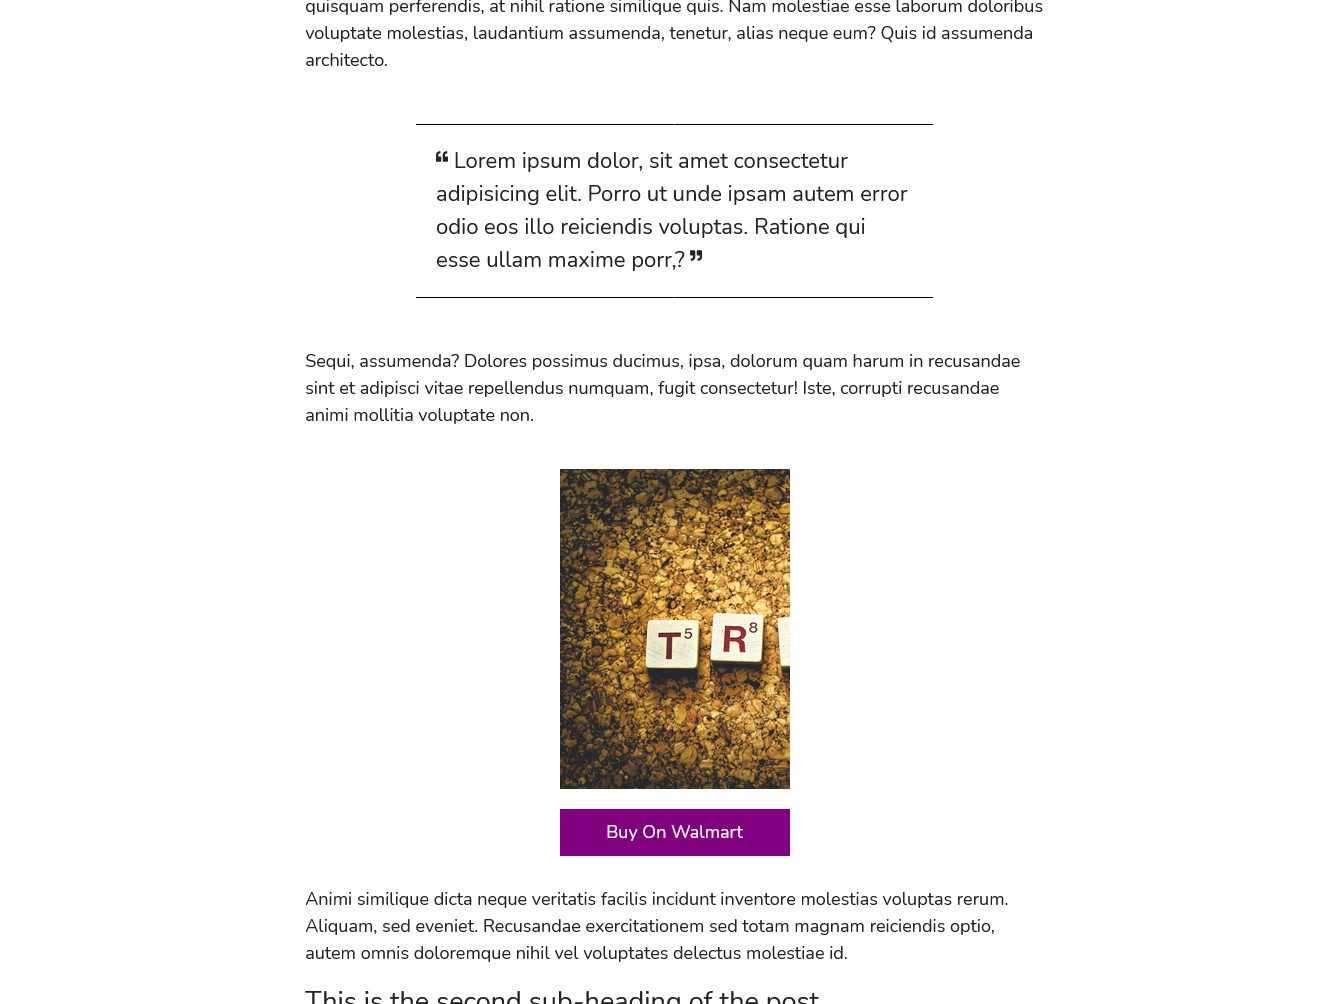 quisquam perferendis, at nihil ratione similique quis. Nam molestiae esse laborum doloribus
voluptate molestias, laudantium assumenda, tenetur, alias neque eum? Quis id assumenda
architecto.
❝ Lorem ipsum dolor, sit amet consectetur
adipisicing elit. Porro ut unde ipsam autem error
odio eos illo reiciendis voluptas. Ratione qui
esse ullam maxime porr,? ❞
Sequi, assumenda? Dolores possimus ducimus, ipsa, dolorum quam harum in recusandae
sint et adipisci vitae repellendus numquam, fugit consectetur! Iste, corrupti recusandae
animi mollitia voluptate non.
T5 R8
Buy On Walmart
Animi similique dicta neque veritatis facilis incidunt inventore molestias voluptas rerum.
Aliquam, sed eveniet. Recusandae exercitationem sed totam magnam reiciendis optio,
autem omnis doloremque nihil vel voluptates delectus molestiae id.
This is the second sub-heading of the post